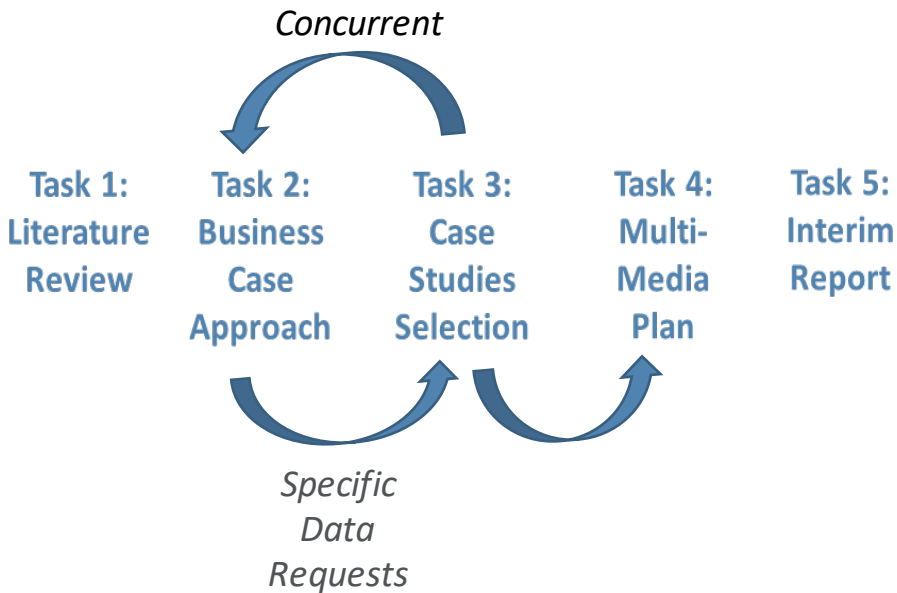 Concurrent
Task 1:
Literature
Review
Task 2:
Business
Case
Approach
Task 3:
Case
Studies
Selection
Task 4:
Multi-
Media
Plan
Task 5:
Interim
Report
Specific
Data
Requests